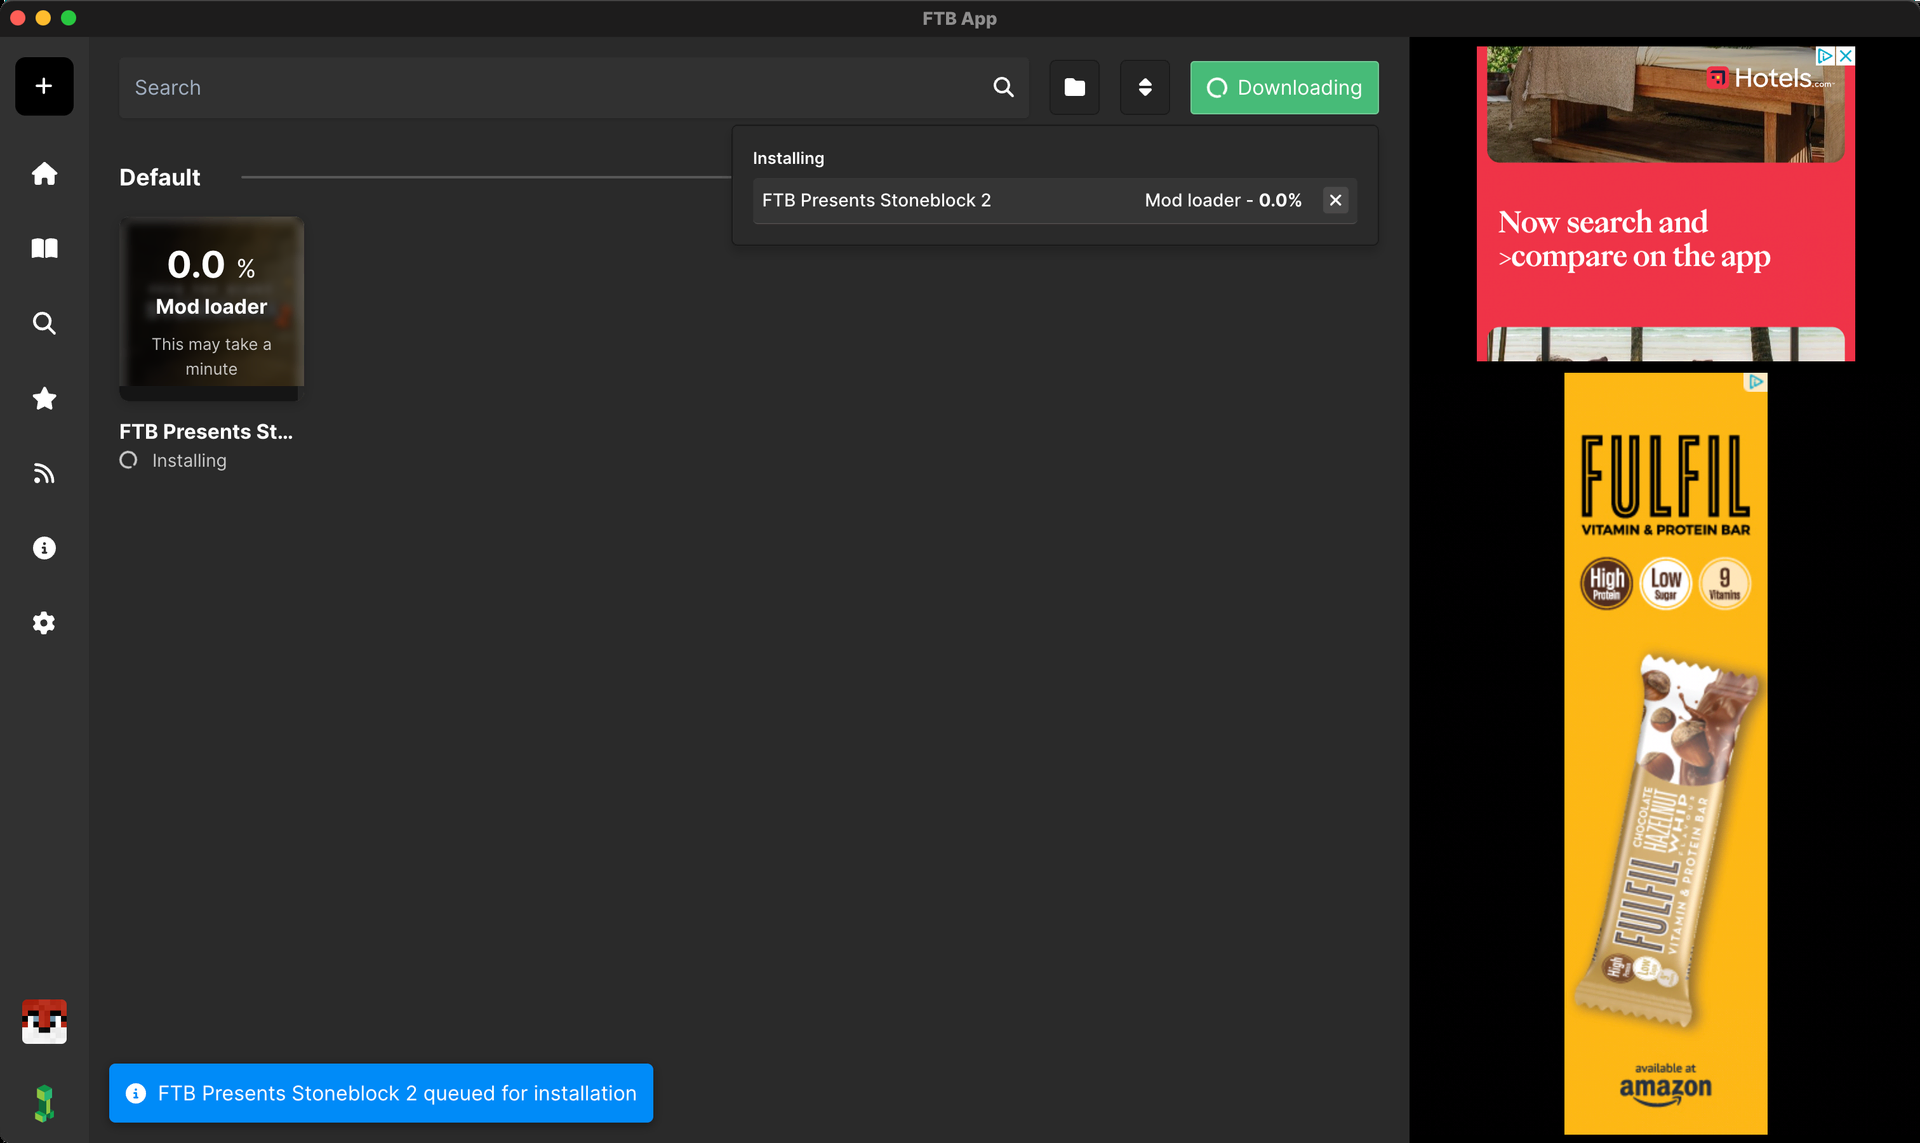 FTB App
Search
Downloading
Installing
FTB Presents Stoneblock 2
Mod loader - 0.0%
Default
0.0 %
Mod loader
This may take a
minute
FTB Presents St...
Installing
FTB Presents Stoneblock 2 queued for installation
Hotels.com
Now search and
>compare on the app
FULFIL
VITAMIN & PROTEIN BAR
High
Protein
Low
Sugar
9
Vitamins
CHOCOLATE
HAZELNUT
WHIP
FLAVOUR
FULFIL
VITAMIN & PROTEIN BAR
High
available at
amazon